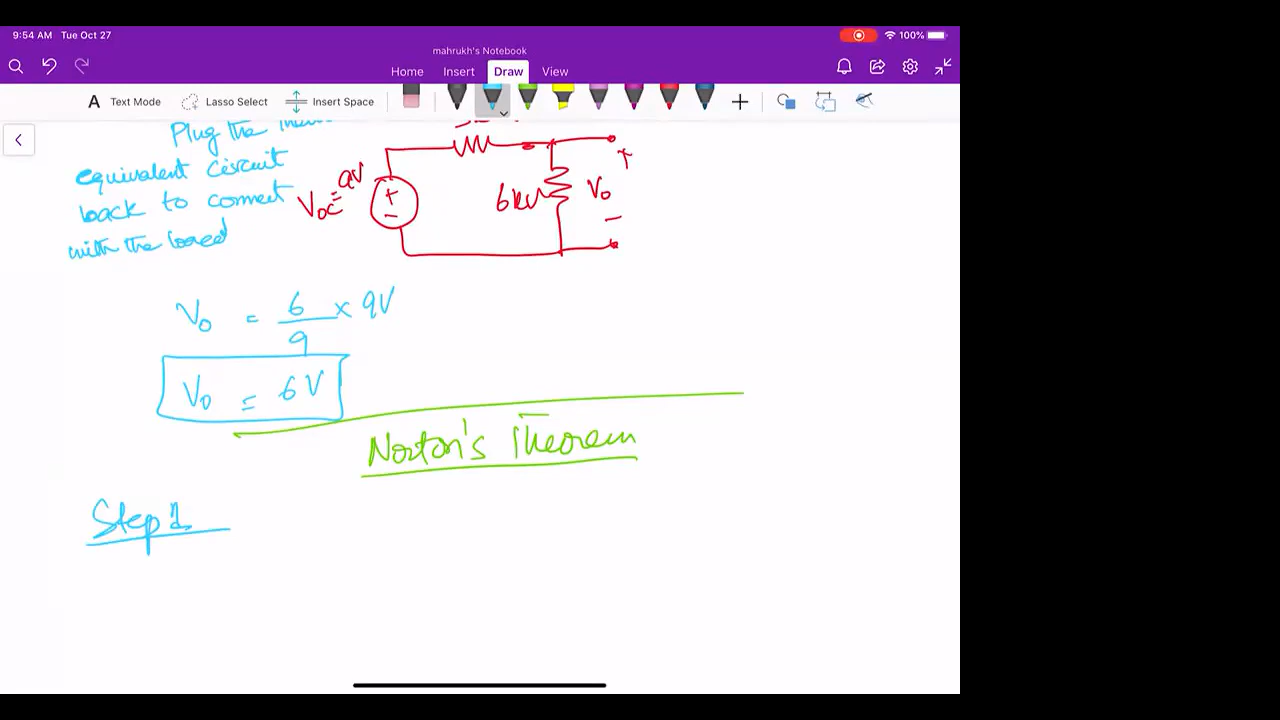 9:54 AM Tue Oct 27
100%
mahrukh's Notebook
Home Insert Draw View
Text Mode Lasso Select Insert Space
Plug the
equivalent circuit
back to connect
with the load
Voc = 9V
+
-
6k
+
Vo
-
Vo = 6/9 × 9V
Vo = 6V
Norton's Theorem
Step 1